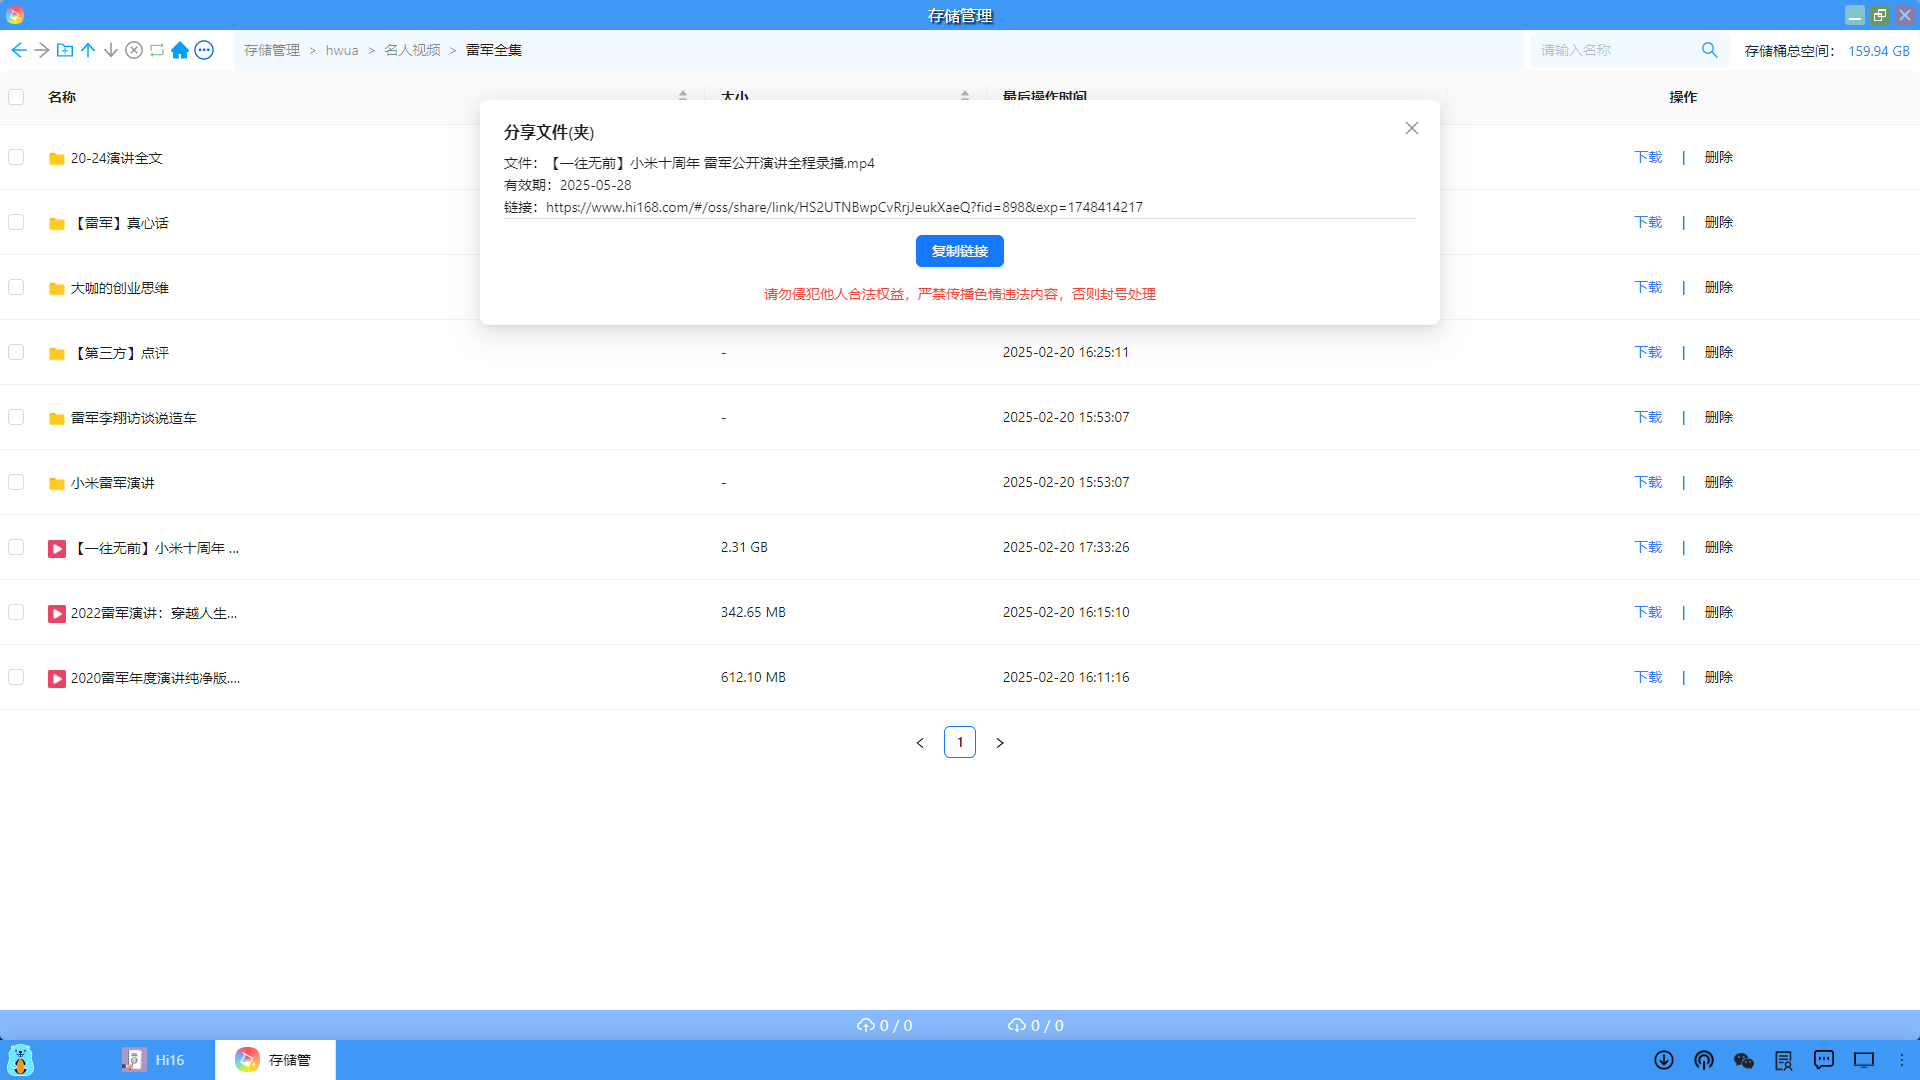 存储管理
存储管理 > hwua > 名人视频 > 雷军全集
请输入名称
存储桶总空间： 159.94 GB
名称 大小 最后操作时间 操作
分享文件(夹)
文件：【一往无前】小米十周年 雷军公开演讲全程录播.mp4
有效期：2025-05-28
链接：https://www.hi168.com/#/oss/share/link/HS2UTNBwpCvRrjJeukXaeQ?fid=898&exp=1748414217
复制链接
请勿侵犯他人合法权益，严禁传播色情违法内容，否则封号处理
20-24演讲全文 下载 | 删除
【雷军】真心话 下载 | 删除
大咖的创业思维 下载 | 删除
【第三方】点评 - 2025-02-20 16:25:11 下载 | 删除
雷军李翔访谈说造车 - 2025-02-20 15:53:07 下载 | 删除
小米雷军演讲 - 2025-02-20 15:53:07 下载 | 删除
【一往无前】小米十周年 ... 2.31 GB 2025-02-20 17:33:26 下载 | 删除
2022雷军演讲：穿越人生... 342.65 MB 2025-02-20 16:15:10 下载 | 删除
2020雷军年度演讲纯净版.... 612.10 MB 2025-02-20 16:11:16 下载 | 删除
< 1 >
0 / 0 0 / 0
Hi16 存储管